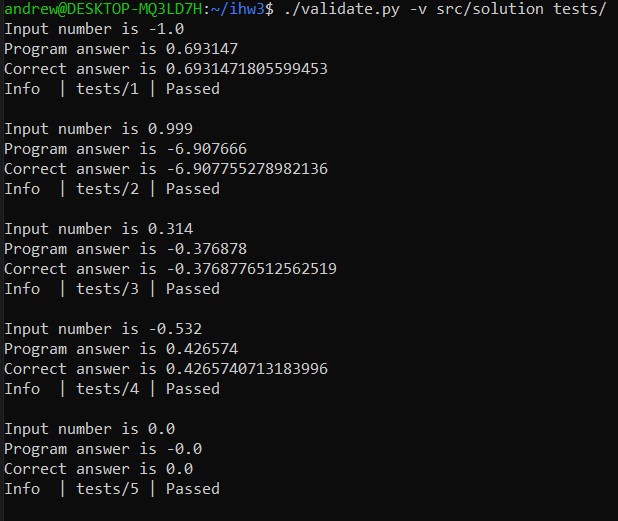 andrew@DESKTOP-MQ3LD7H:~/ihw3$ ./validate.py -v src/solution tests/
Input number is -1.0
Program answer is 0.693147
Correct answer is 0.6931471805599453
Info  | tests/1 | Passed
Input number is 0.999
Program answer is -6.907666
Correct answer is -6.907755278982136
Info  | tests/2 | Passed
Input number is 0.314
Program answer is -0.376878
Correct answer is -0.3768776512562519
Info  | tests/3 | Passed
Input number is -0.532
Program answer is 0.426574
Correct answer is 0.4265740713183996
Info  | tests/4 | Passed
Input number is 0.0
Program answer is -0.0
Correct answer is 0.0
Info  | tests/5 | Passed